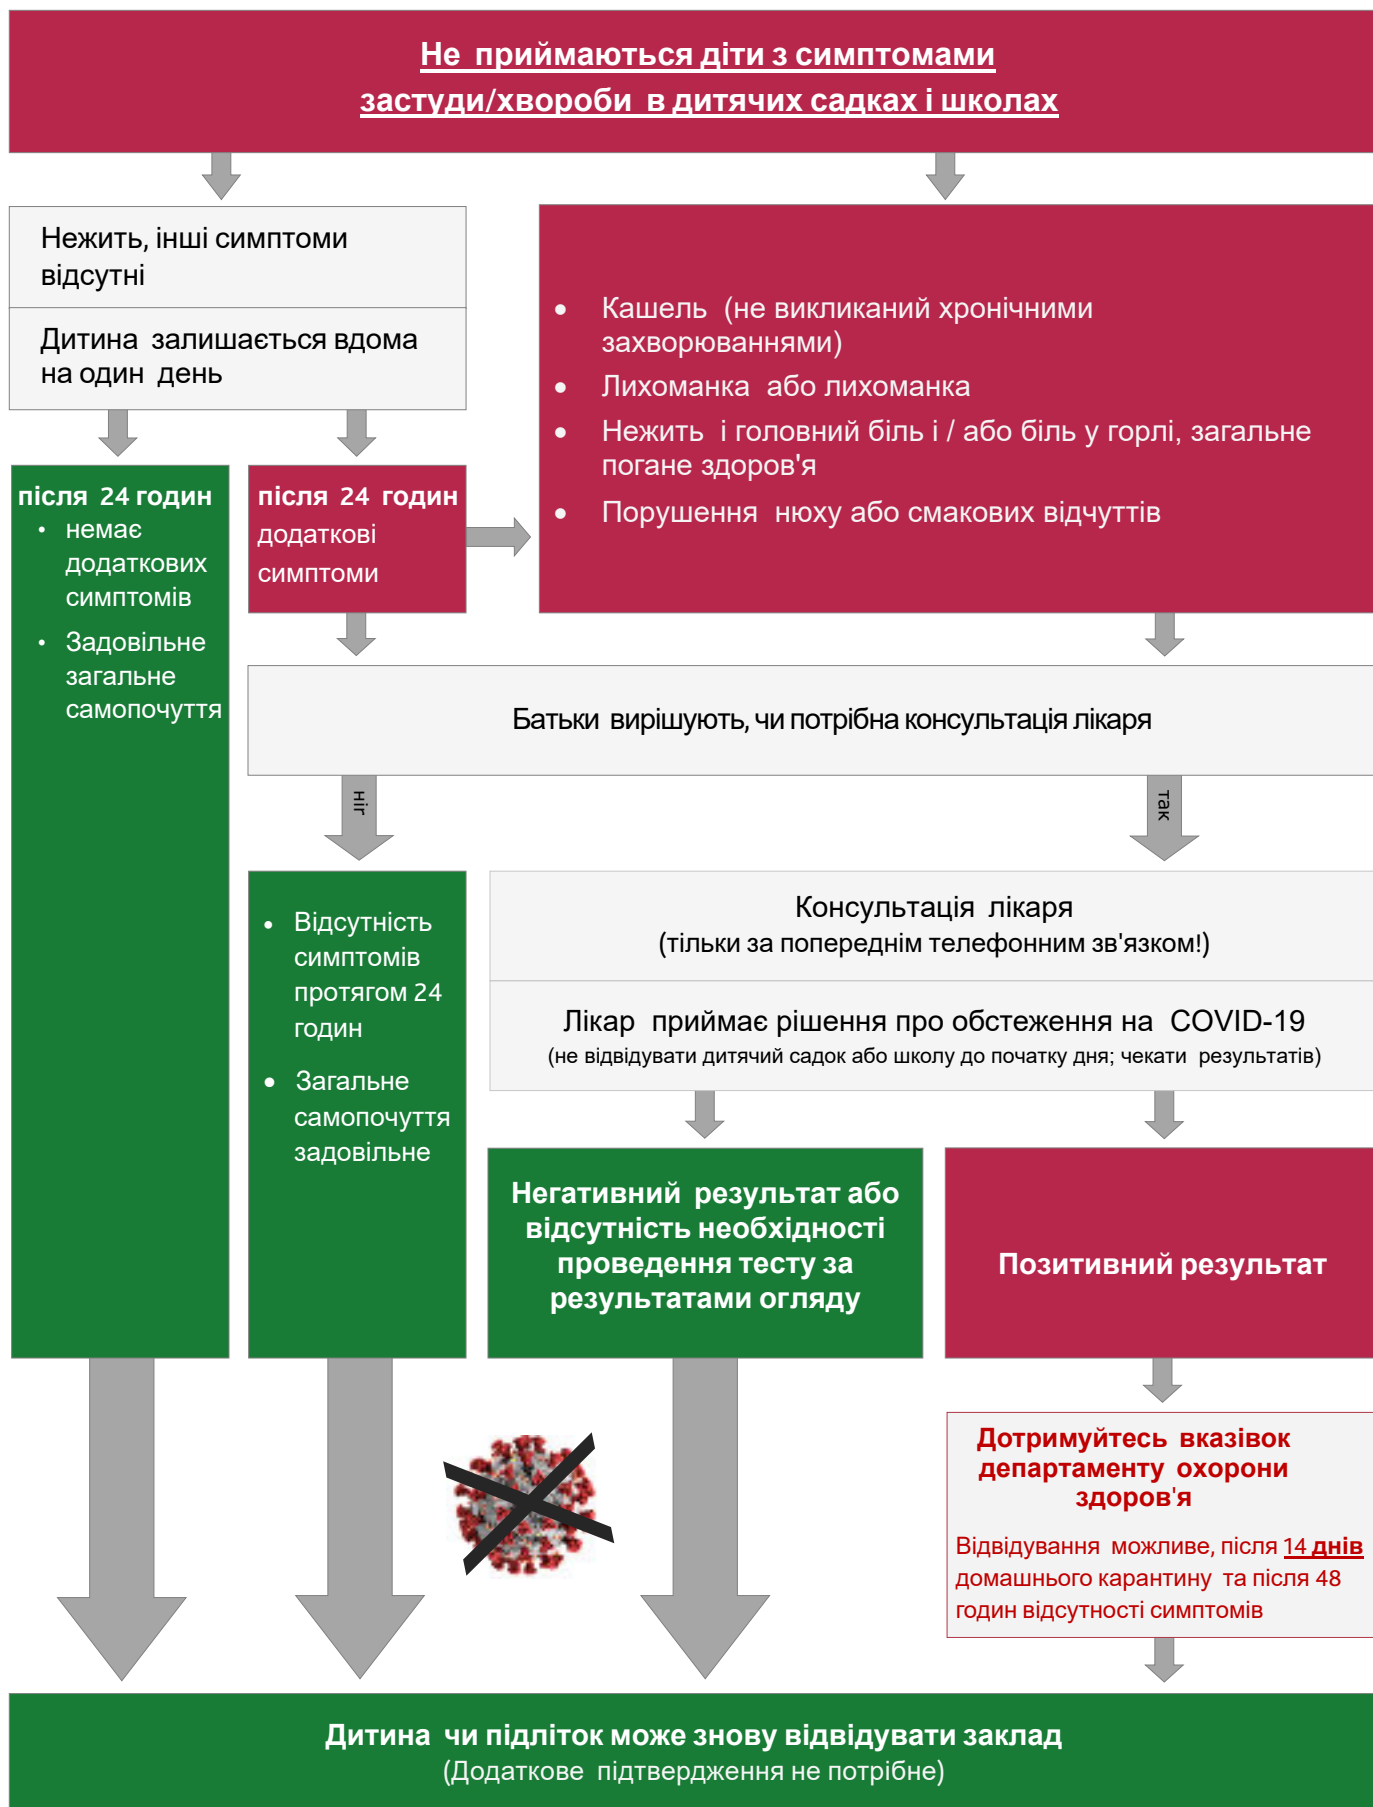 Не приймаються діти з симптомами
застуди/хвороби в дитячих садках і школах
Нежить, інші симптоми
відсутні
Дитина залишається вдома
на один день
• Кашель (не викликаний хронічними
захворюваннями)
• Лихоманка або лихоманка
• Нежить і головний біль і / або біль у горлі, загальне
погане здоров'я
• Порушення нюху або смакових відчуттів
після 24 годин
• немає
додаткових
симптомів
• Задовільне
загальне
самопочуття
після 24 годин
додаткові
симптоми
Батьки вирішують, чи потрібна консультація лікаря
ніг
так
• Відсутність
симптомів
протягом 24
годин
• Загальне
самопочуття
задовільне
Консультація лікаря
(тільки за попереднім телефонним зв'язком!)
Лікар приймає рішення про обстеження на COVID-19
(не відвідувати дитячий садок або школу до початку дня; чекати результатів)
Негативний результат або
відсутність необхідності
проведення тесту за
результатами огляду
Позитивний результат
Дотримуйтесь вказівок
департаменту охорони
здоров'я
Відвідування можливе, після 14 днів
домашнього карантину та після 48
годин відсутності симптомів
Дитина чи підліток може знову відвідувати заклад
(Додаткове підтвердження не потрібне)